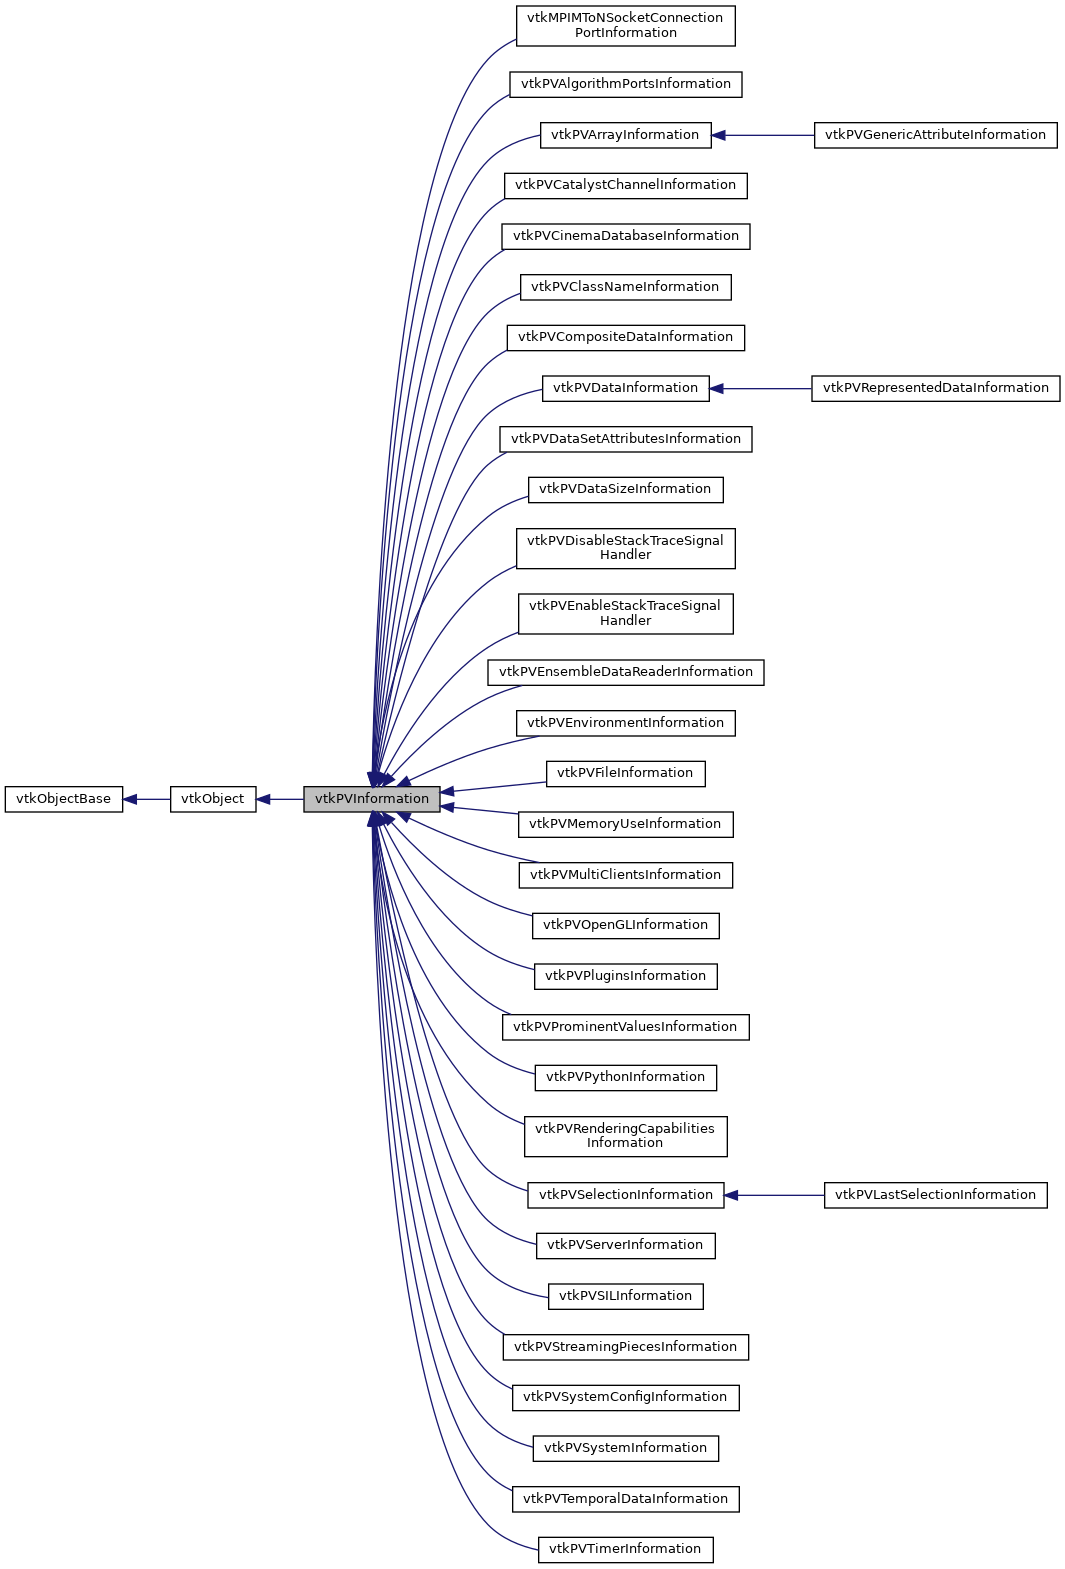 vtkMPIMToNSocketConnection
PortInformation
vtkPVAlgorithmPortsInformation
vtkPVArrayInformation
vtkPVGenericAttributeInformation
vtkPVCatalystChannelInformation
vtkPVCinemaDatabaseInformation
vtkPVClassNameInformation
vtkPVCompositeDataInformation
vtkPVDataInformation
vtkPVRepresentedDataInformation
vtkPVDataSetAttributesInformation
vtkPVDataSizeInformation
vtkPVDisableStackTraceSignal
Handler
vtkPVEnableStackTraceSignal
Handler
vtkPVEnsembleDataReaderInformation
vtkPVEnvironmentInformation
vtkPVFileInformation
vtkObjectBase
vtkObject
vtkPVInformation
vtkPVMemoryUseInformation
vtkPVMultiClientsInformation
vtkPVOpenGLInformation
vtkPVPluginsInformation
vtkPVProminentValuesInformation
vtkPVPythonInformation
vtkPVRenderingCapabilities
Information
vtkPVSelectionInformation
vtkPVLastSelectionInformation
vtkPVServerInformation
vtkPVSILInformation
vtkPVStreamingPiecesInformation
vtkPVSystemConfigInformation
vtkPVSystemInformation
vtkPVTemporalDataInformation
vtkPVTimerInformation